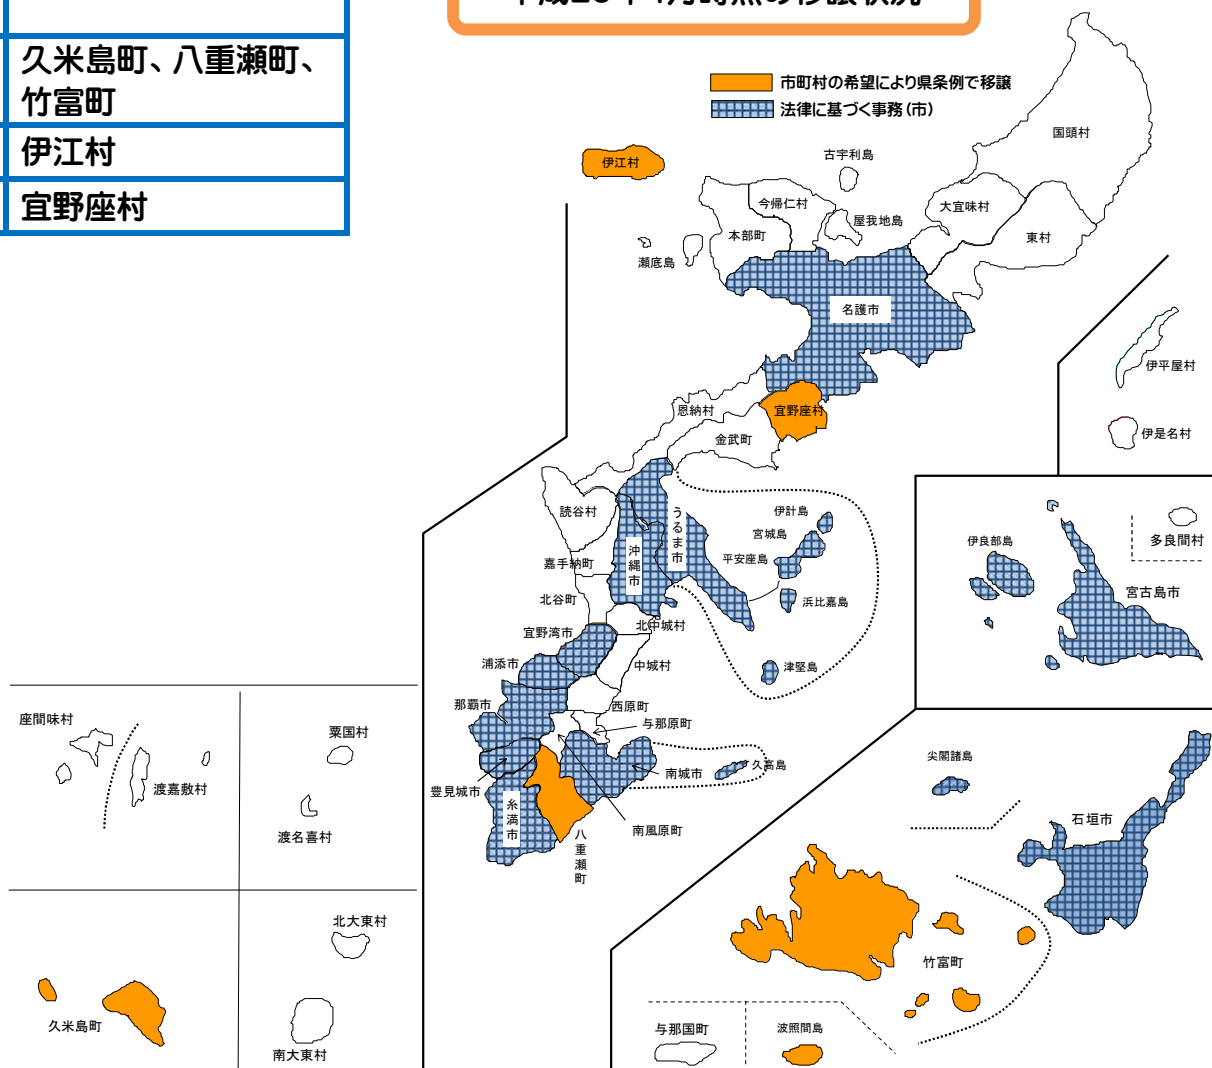 久米島町、八重瀬町、
竹富町
伊江村
宜野座村
市町村の希望により県条例で移譲
法律に基づく事務(市)
国頭村
古宇利島
伊江村
今帰仁村
大宜味村
屋我地島
本部町
東村
瀬底島
名護市
伊平屋村
恩納村
宜野座村
金武町
伊是名村
読谷村
うるま市
伊計島
宮城島
平安座島
伊良部島
多良間村
沖縄市
嘉手納町
北谷町
浜比嘉島
宮古島市
宜野湾市
北中城村
浦添市
中城村
津堅島
那覇市
西原町
与那原町
座間味村
粟国村
尖閣諸島
南城市
久高島
渡嘉敷村
豊見城市
糸満市
石垣市
渡名喜村
南風原町
八重瀬町
北大東村
竹富町
久米島町
与那国町
波照間島
南大東村